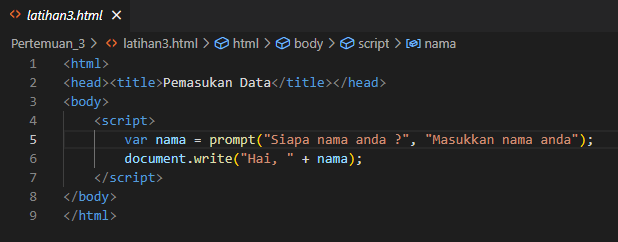 <> latihan3.html ×
Pertemuan_3 > <> latihan3.html > html > body > script > nama
1 <html>
2 <head><title>Pemasukan Data</title></head>
3 <body>
4 <script>
5 var nama = prompt("Siapa nama anda ?", "Masukkan nama anda");
6 document.write("Hai, " + nama);
7 </script>
8 </body>
9 </html>